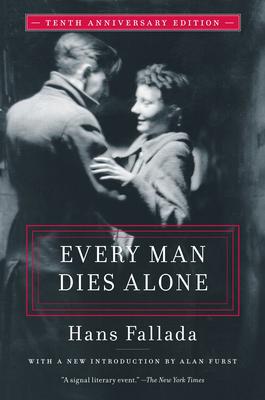 TENTH ANNIVERSARY EDITION
EVERY MAN
DIES ALONE
Hans Fallada
WITH A NEW INTRODUCTION BY ALAN FURST
"A signal literary event." —The New York Times